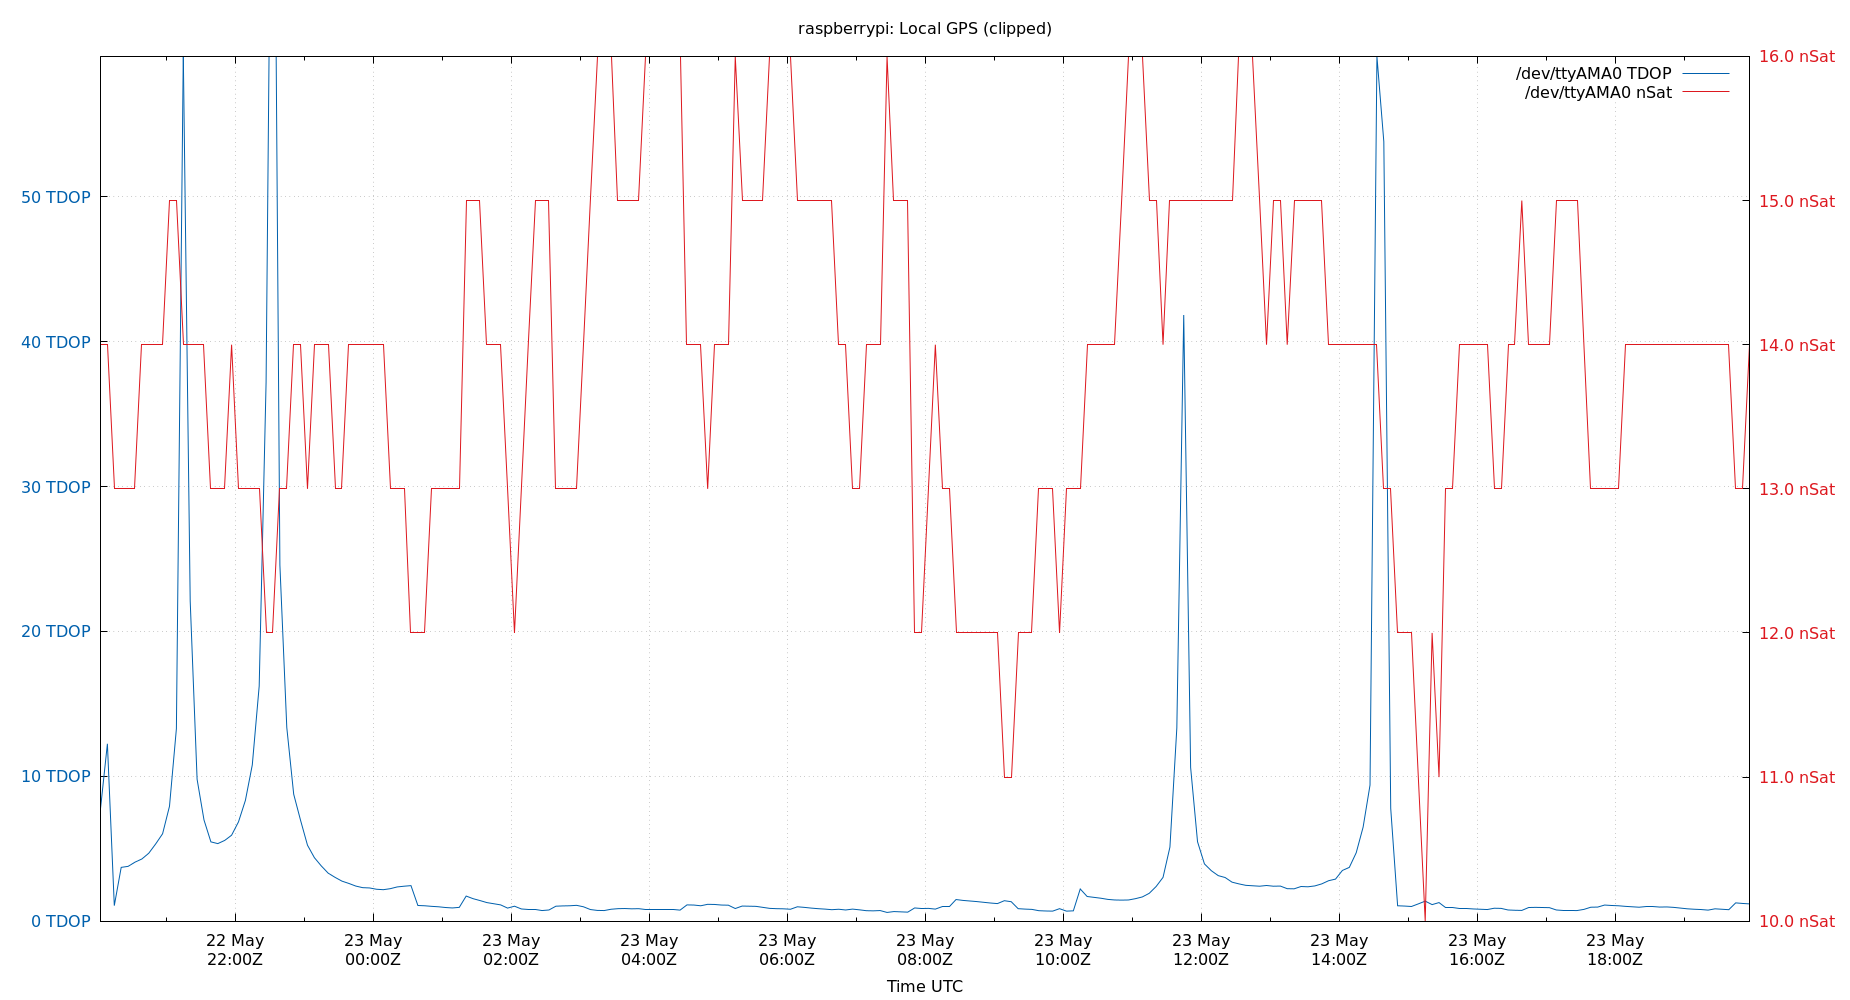 raspberrypi: Local GPS (clipped)
/dev/ttyAMA0 TDOP
/dev/ttyAMA0 nSat
50 TDOP
40 TDOP
30 TDOP
20 TDOP
10 TDOP
0 TDOP
16.0 nSat
15.0 nSat
14.0 nSat
13.0 nSat
12.0 nSat
11.0 nSat
10.0 nSat
22 May
22:00Z
23 May
00:00Z
23 May
02:00Z
23 May
04:00Z
23 May
06:00Z
23 May
08:00Z
23 May
10:00Z
23 May
12:00Z
23 May
14:00Z
23 May
16:00Z
23 May
18:00Z
Time UTC